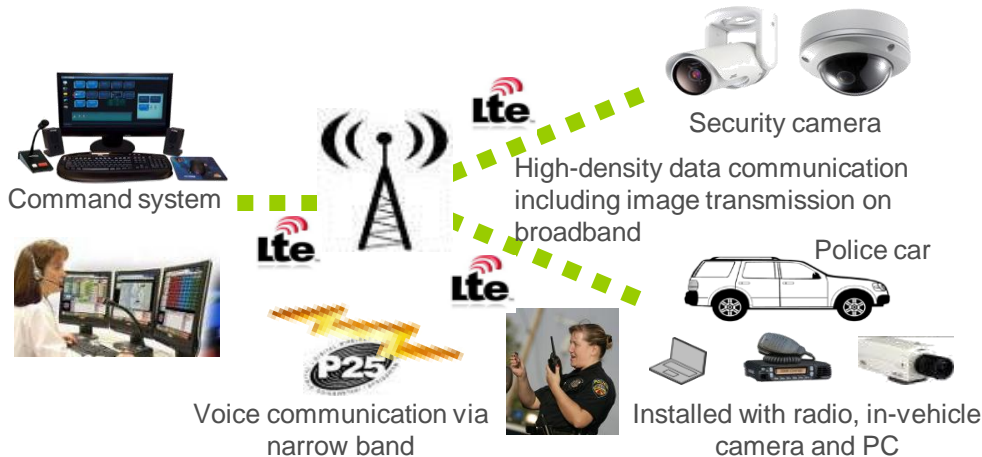 Lte
Security camera
Command system
High-density data communication
including image transmission on
broadband
Lte
Police car
Lte
P25
Voice communication via
narrow band
Installed with radio, in-vehicle
camera and PC